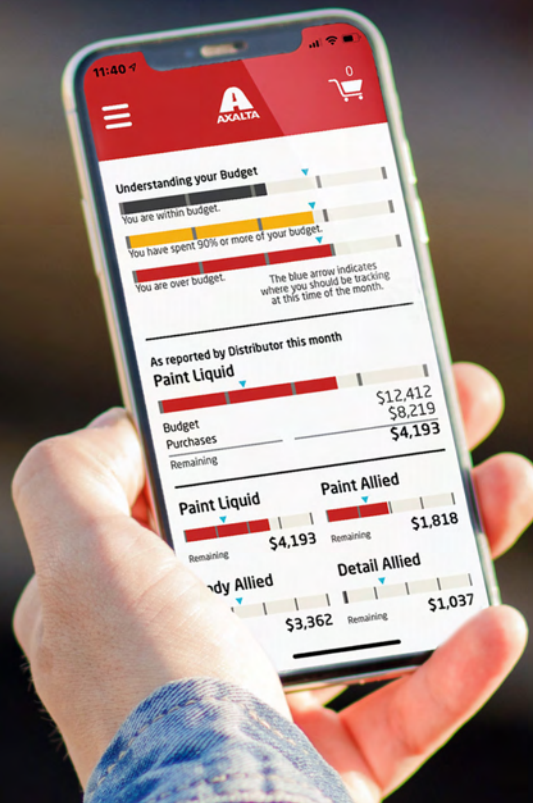 11:40
0
AXALTA
Understanding your Budget
You are within budget.
You have spent 90% or more of your budget.
You are over budget.
The blue arrow indicates
where you should be tracking
at this time of the month.
As reported by Distributor this month
Paint Liquid
Budget $12,412
Purchases $8,219
Remaining $4,193
Paint Liquid
Remaining $4,193
Paint Allied
Remaining $1,818
dy Allied
$3,362
Detail Allied
Remaining $1,037